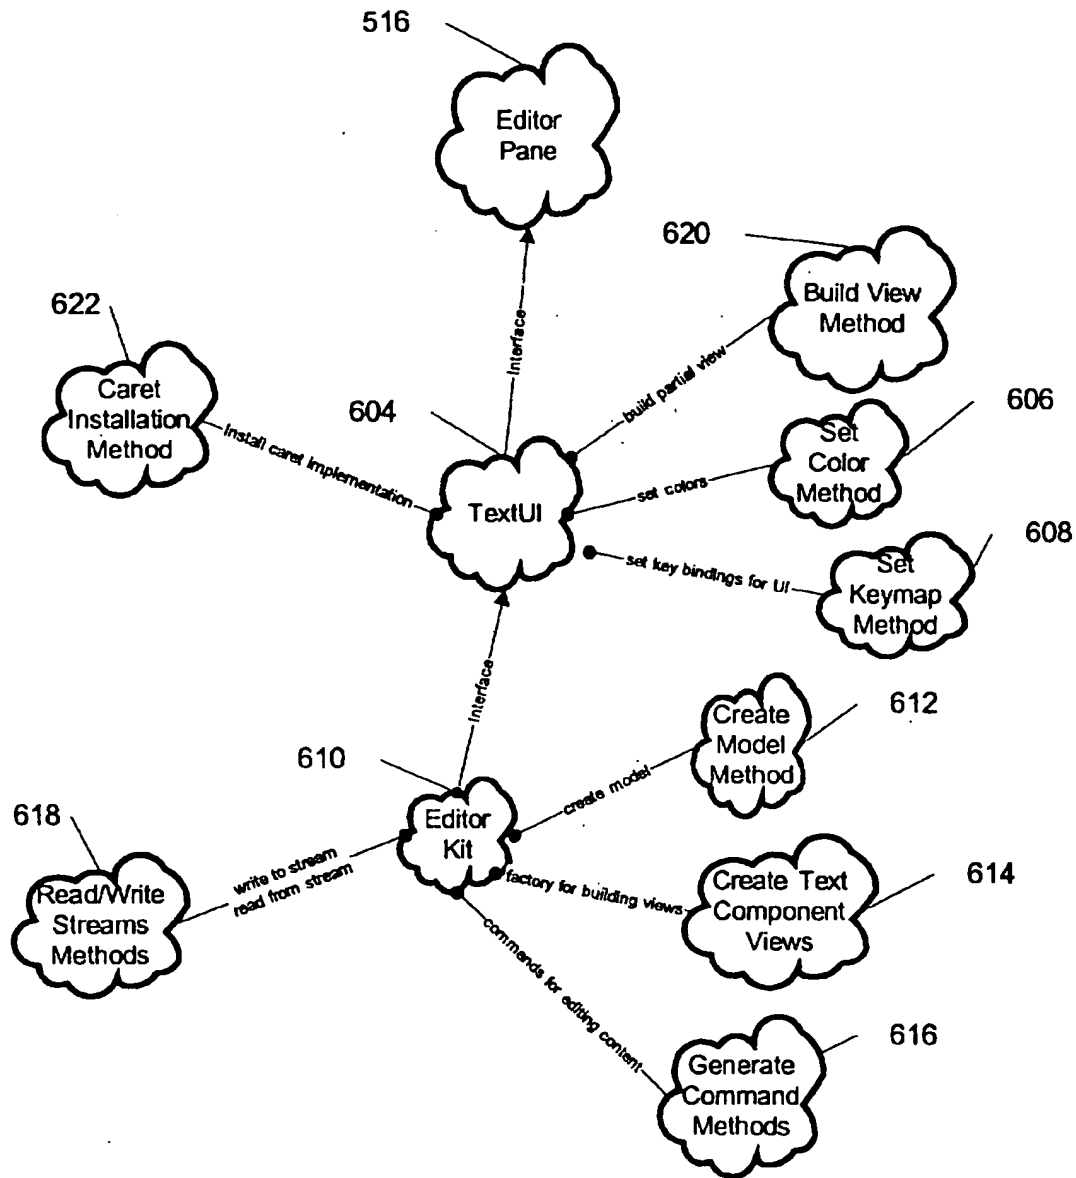 516
Editor
Pane
620
Build View
Method
622
Caret
Installation
Method
Interface
build partial view
604
606
Set
Color
Method
Install caret implementation
TextUI
set colors
608
set key bindings for UI
Set
Keymap
Method
Interface
612
Create
Model
Method
610
Editor
Kit
create model
618
Read/Write
Streams
Methods
write to stream
read from stream
factory for building views
Create Text
Component
Views
614
commends for editing content
616
Generate
Command
Methods